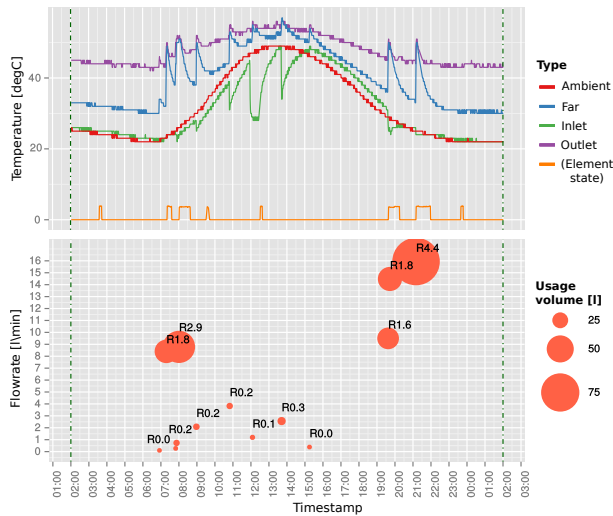 Temperature [degC]
40
20
0
Type
Ambient
Far
Inlet
Outlet
(Element
state)
Flowrate [l\min]
16
15
14
13
12
11
10
9
8
7
6
5
4
3
2
1
0
R4.4
R1.8
R1.6
R2.9
R1.8
R0.2
R0.3
R0.2
R0.1
R0.2
R0.0
R0.0
Usage
volume [l]
25
50
75
01:00
02:00
03:00
04:00
05:00
06:00
07:00
08:00
09:00
10:00
11:00
12:00
13:00
14:00
15:00
16:00
17:00
18:00
19:00
20:00
21:00
22:00
23:00
00:00
01:00
02:00
03:00
Timestamp